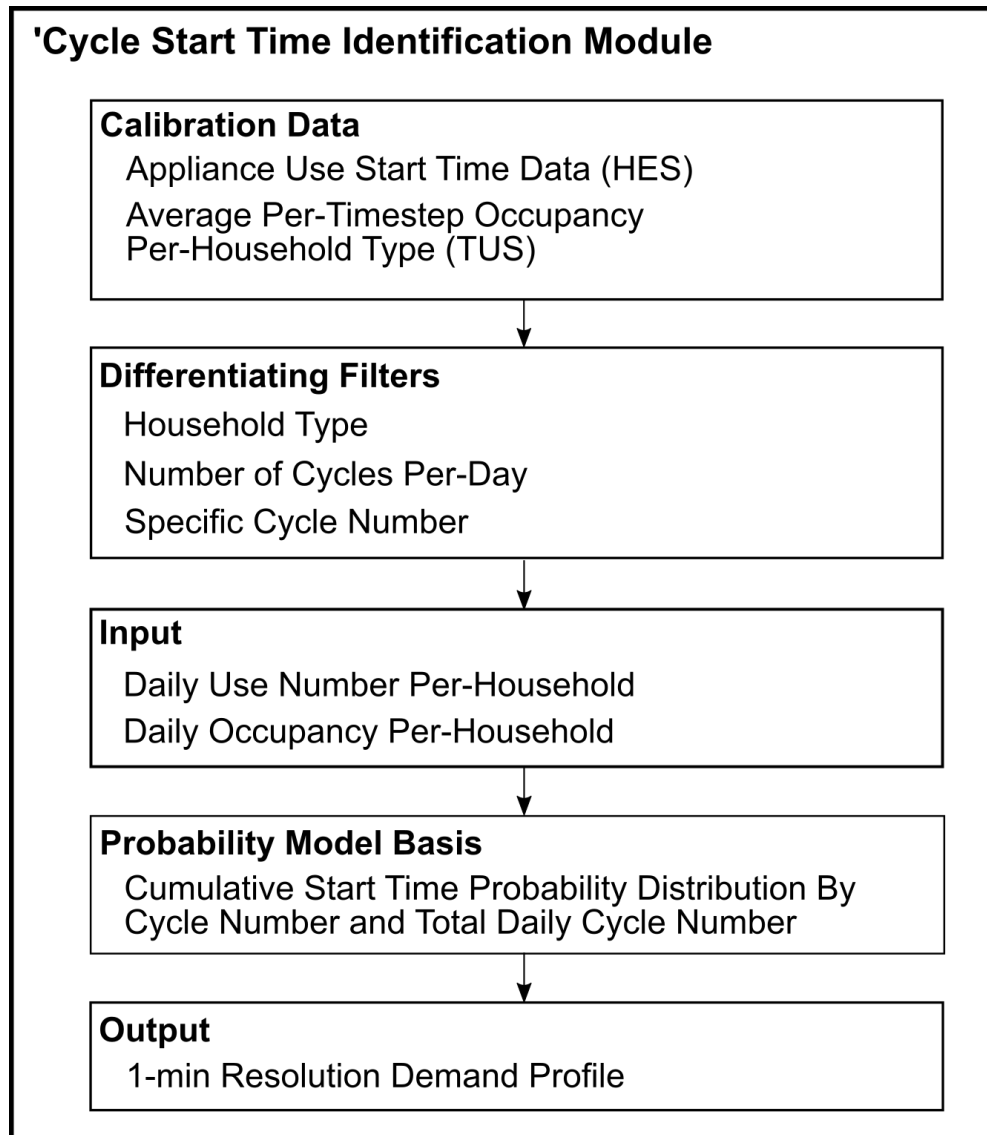 'Cycle Start Time Identification Module
Calibration Data
Appliance Use Start Time Data (HES)
Average Per-Timestep Occupancy
Per-Household Type (TUS)
Differentiating Filters
Household Type
Number of Cycles Per-Day
Specific Cycle Number
Input
Daily Use Number Per-Household
Daily Occupancy Per-Household
Probability Model Basis
Cumulative Start Time Probability Distribution By
Cycle Number and Total Daily Cycle Number
Output
1-min Resolution Demand Profile